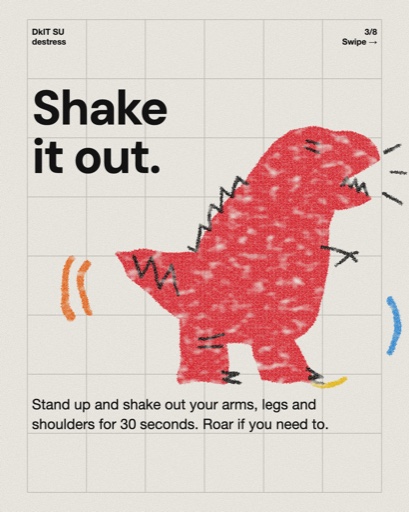 DkIT SU
destress
3/8
Swipe →
Shake
it out.
Stand up and shake out your arms, legs and
shoulders for 30 seconds. Roar if you need to.